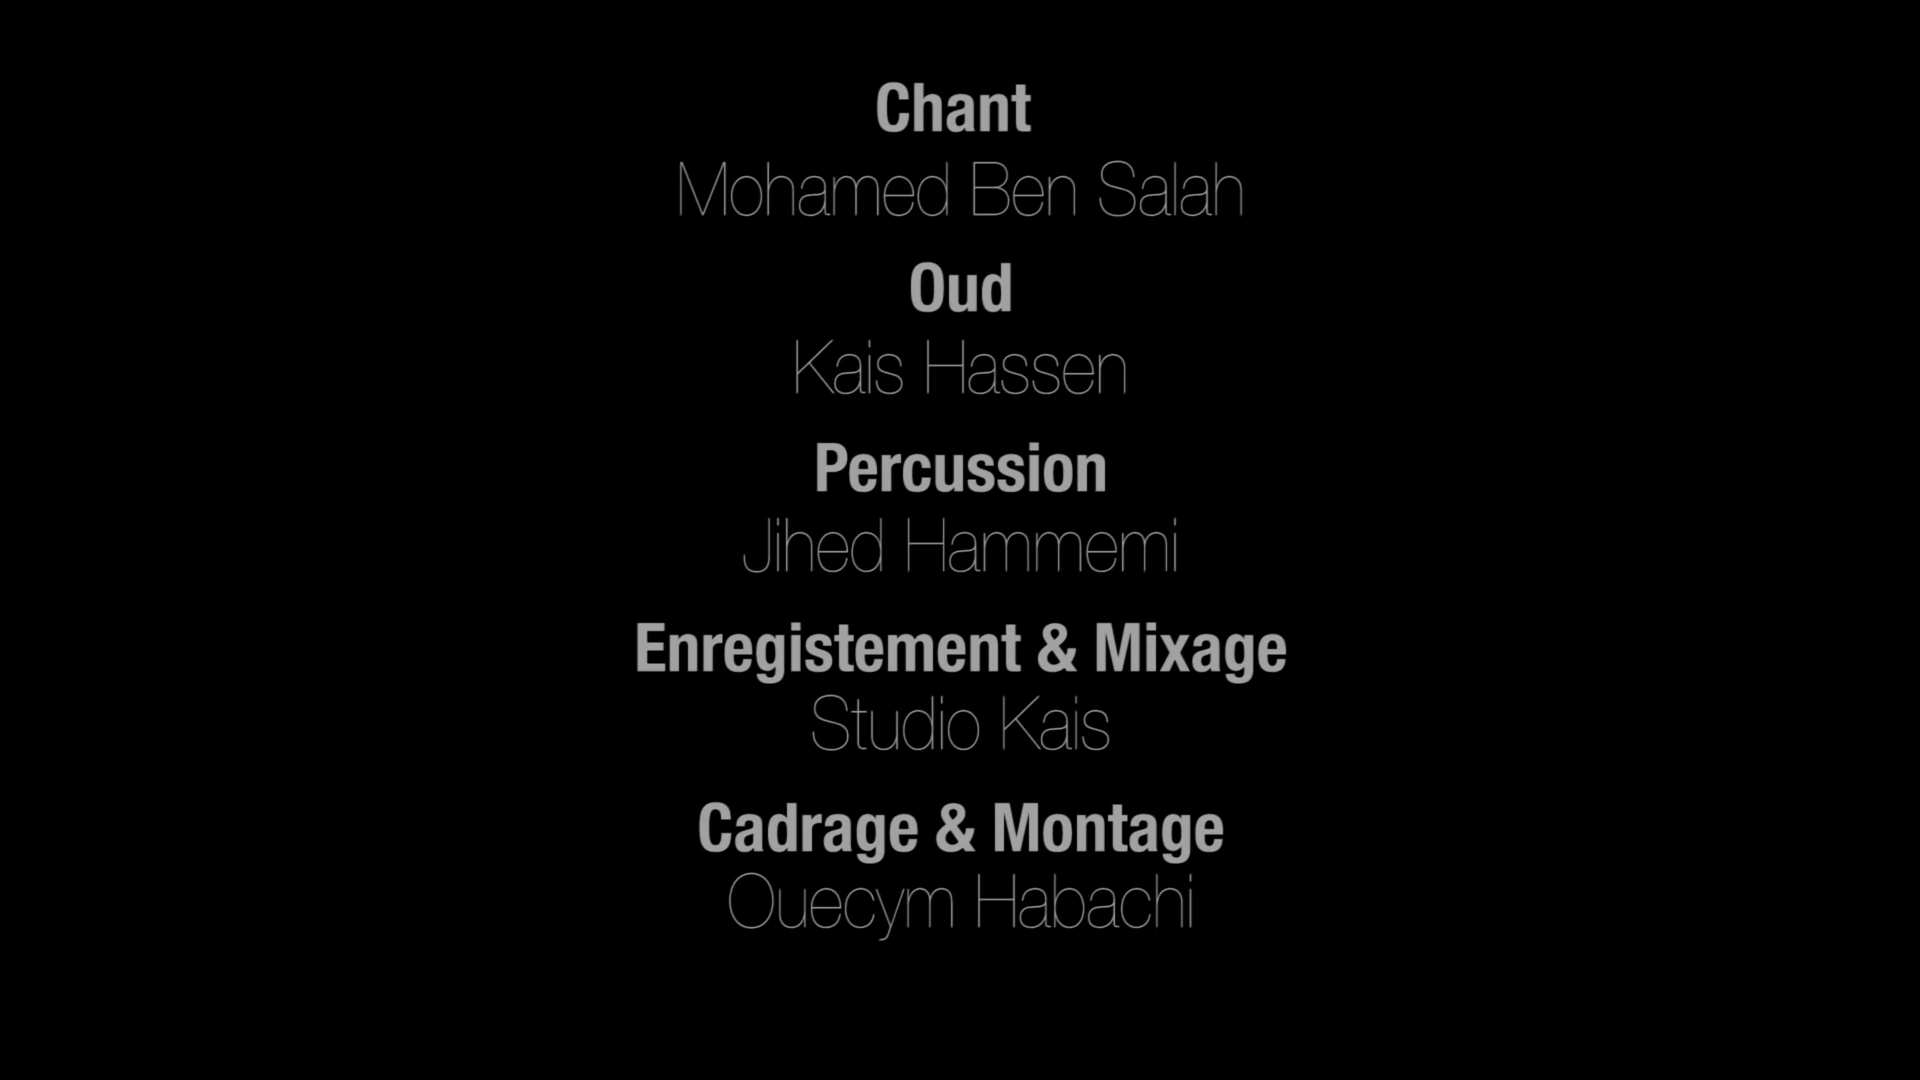 Chant
Mohamed Ben Salah
Oud
Kais Hassen
Percussion
Jihed Hammemi
Enregistement & Mixage
Studio Kais
Cadrage & Montage
Ouecym Habachi